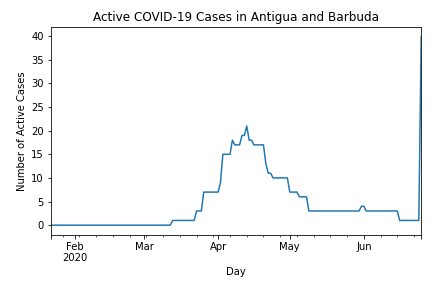 Active COVID-19 Cases in Antigua and Barbuda
40
35
30
25
20
15
10
5
0
Number of Active Cases
Feb Mar Apr May Jun
2020
Day